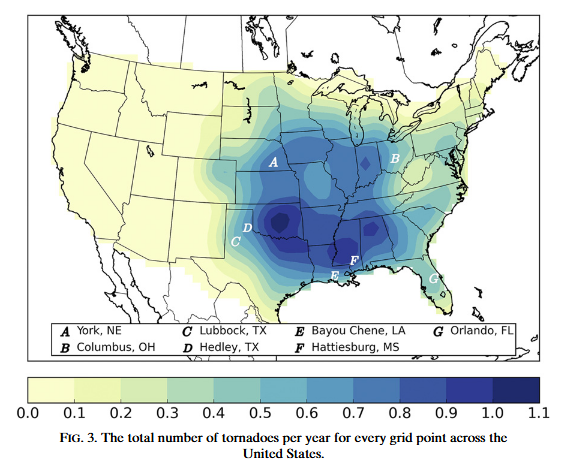 A
B
D
C
F
E
G
A York, NE C Lubbock, TX E Bayou Chene, LA G Orlando, FL
B Columbus, OH D Hedley, TX F Hattiesburg, MS
0.0 0.1 0.2 0.3 0.4 0.5 0.6 0.7 0.8 0.9 1.0 1.1
FIG. 3. The total number of tornadoes per year for every grid point across the
United States.